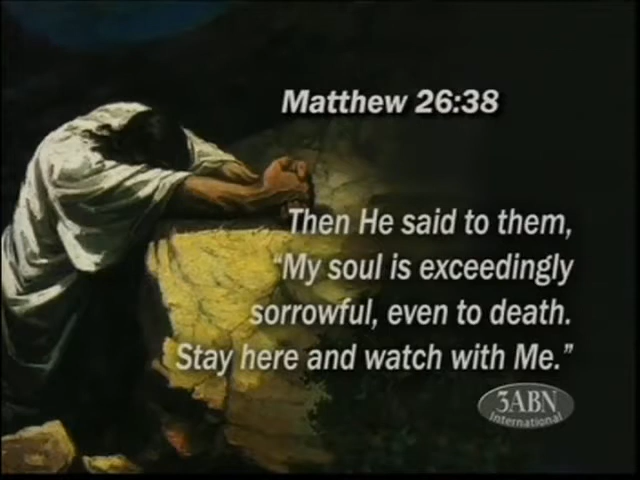 Matthew 26:38
Then He said to them,
“My soul is exceedingly
sorrowful, even to death.
Stay here and watch with Me.”
3ABN
International